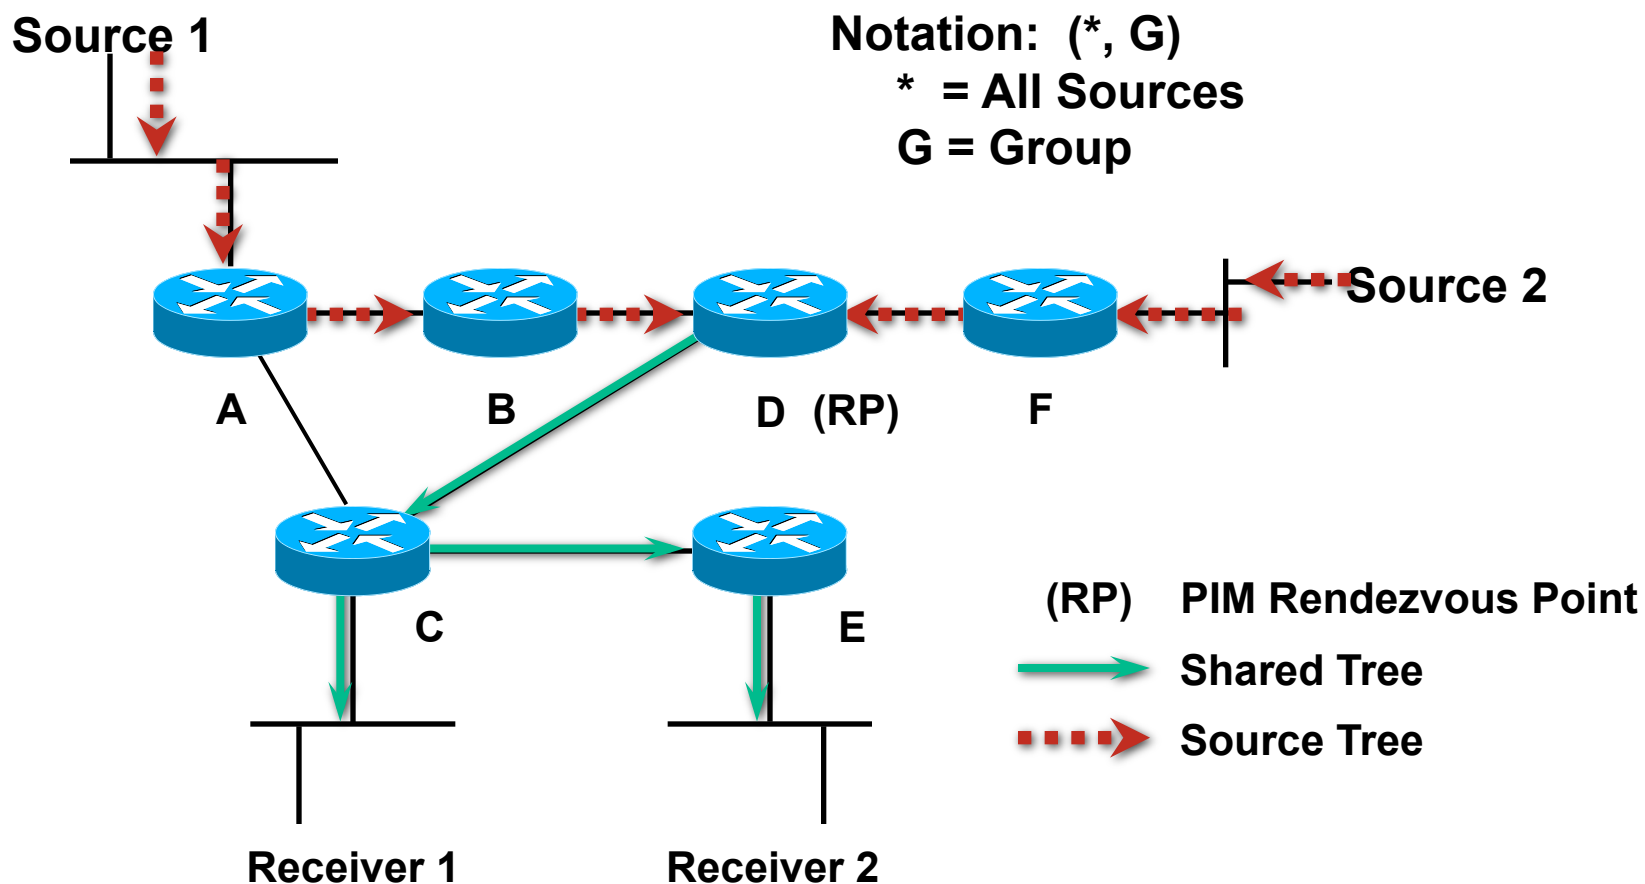 Source 1
Notation: (*, G)
* = All Sources
G = Group
Source 2
A
B
D (RP)
F
C
E
(RP) PIM Rendezvous Point
Shared Tree
Source Tree
Receiver 1
Receiver 2